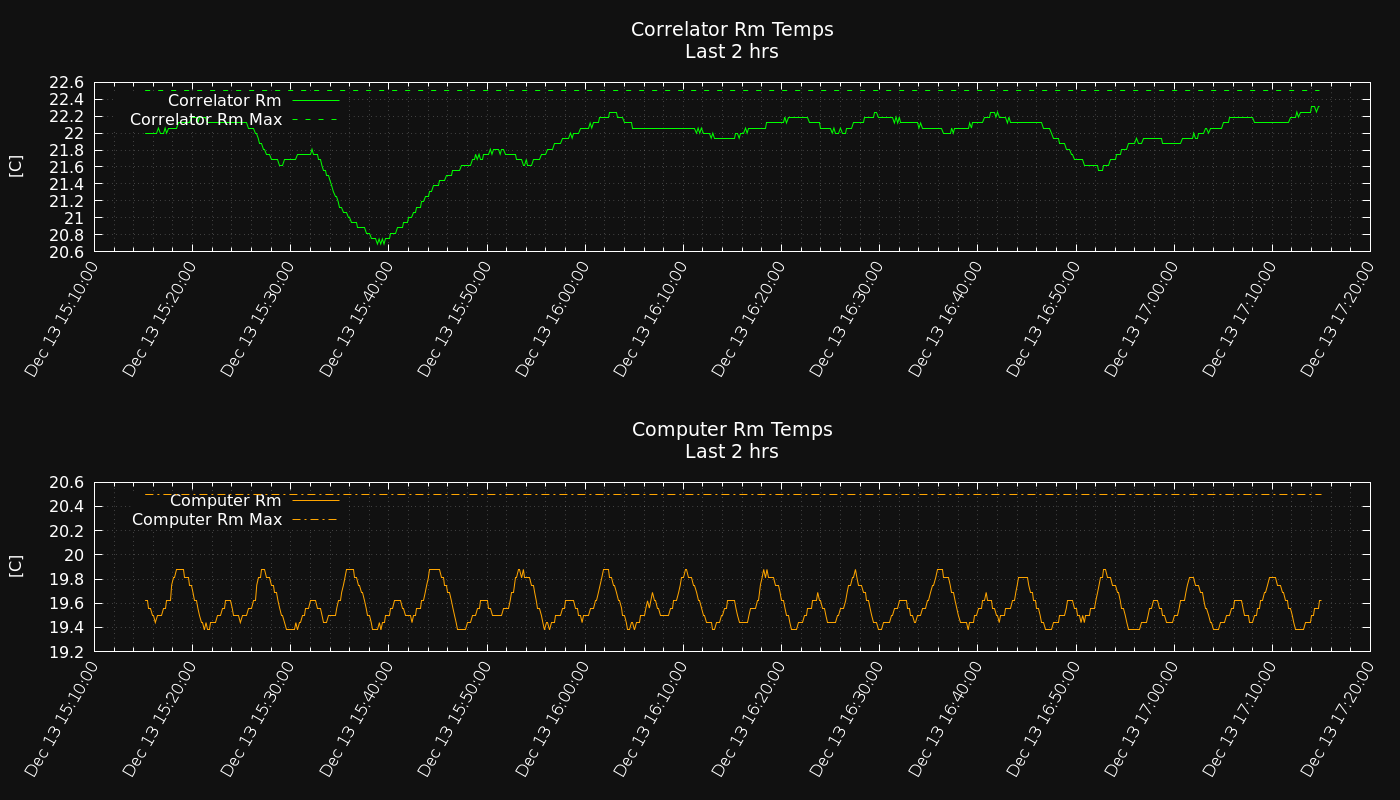 Correlator Rm Temps
Last 2 hrs
22.6
22.4
22.2
22
21.8
21.6
21.4
21.2
21
20.8
20.6
[C]
Correlator Rm
Correlator Rm Max
Dec 13 15:10:00
Dec 13 15:20:00
Dec 13 15:30:00
Dec 13 15:40:00
Dec 13 15:50:00
Dec 13 16:00:00
Dec 13 16:10:00
Dec 13 16:20:00
Dec 13 16:30:00
Dec 13 16:40:00
Dec 13 16:50:00
Dec 13 17:00:00
Dec 13 17:10:00
Dec 13 17:20:00
Computer Rm Temps
Last 2 hrs
20.6
20.4
20.2
20
19.8
19.6
19.4
19.2
[C]
Computer Rm
Computer Rm Max
Dec 13 15:10:00
Dec 13 15:20:00
Dec 13 15:30:00
Dec 13 15:40:00
Dec 13 15:50:00
Dec 13 16:00:00
Dec 13 16:10:00
Dec 13 16:20:00
Dec 13 16:30:00
Dec 13 16:40:00
Dec 13 16:50:00
Dec 13 17:00:00
Dec 13 17:10:00
Dec 13 17:20:00